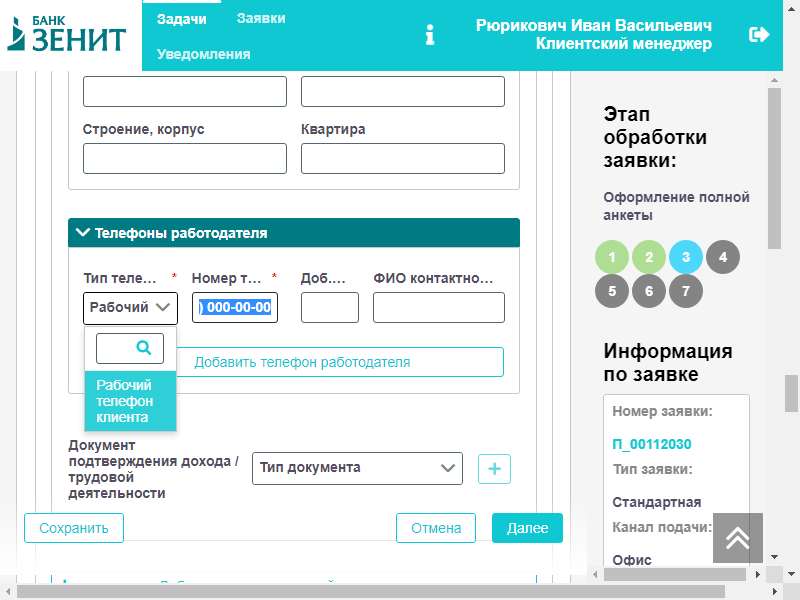 БАНК
ЗЕНИТ
Задачи
Заявки
Уведомления
Рюрикович Иван Васильевич
Клиентский менеджер
Строение, корпус
Квартира
Телефоны работодателя
Тип теле... *
Номер т... *
Доб....
ФИО контактно...
Рабочий
) 000-00-00
Рабочий
телефон
клиента
Добавить телефон работодателя
Документ
подтверждения дохода /
трудовой
деятельности
Тип документа
+
Сохранить
Отмена
Далее
Этап
обработки
заявки:
Оформление полной
анкеты
1 2 3 4
5 6 7
Информация
по заявке
Номер заявки:
П_00112030
Тип заявки:
Стандартная
Канал подачи:
Офис